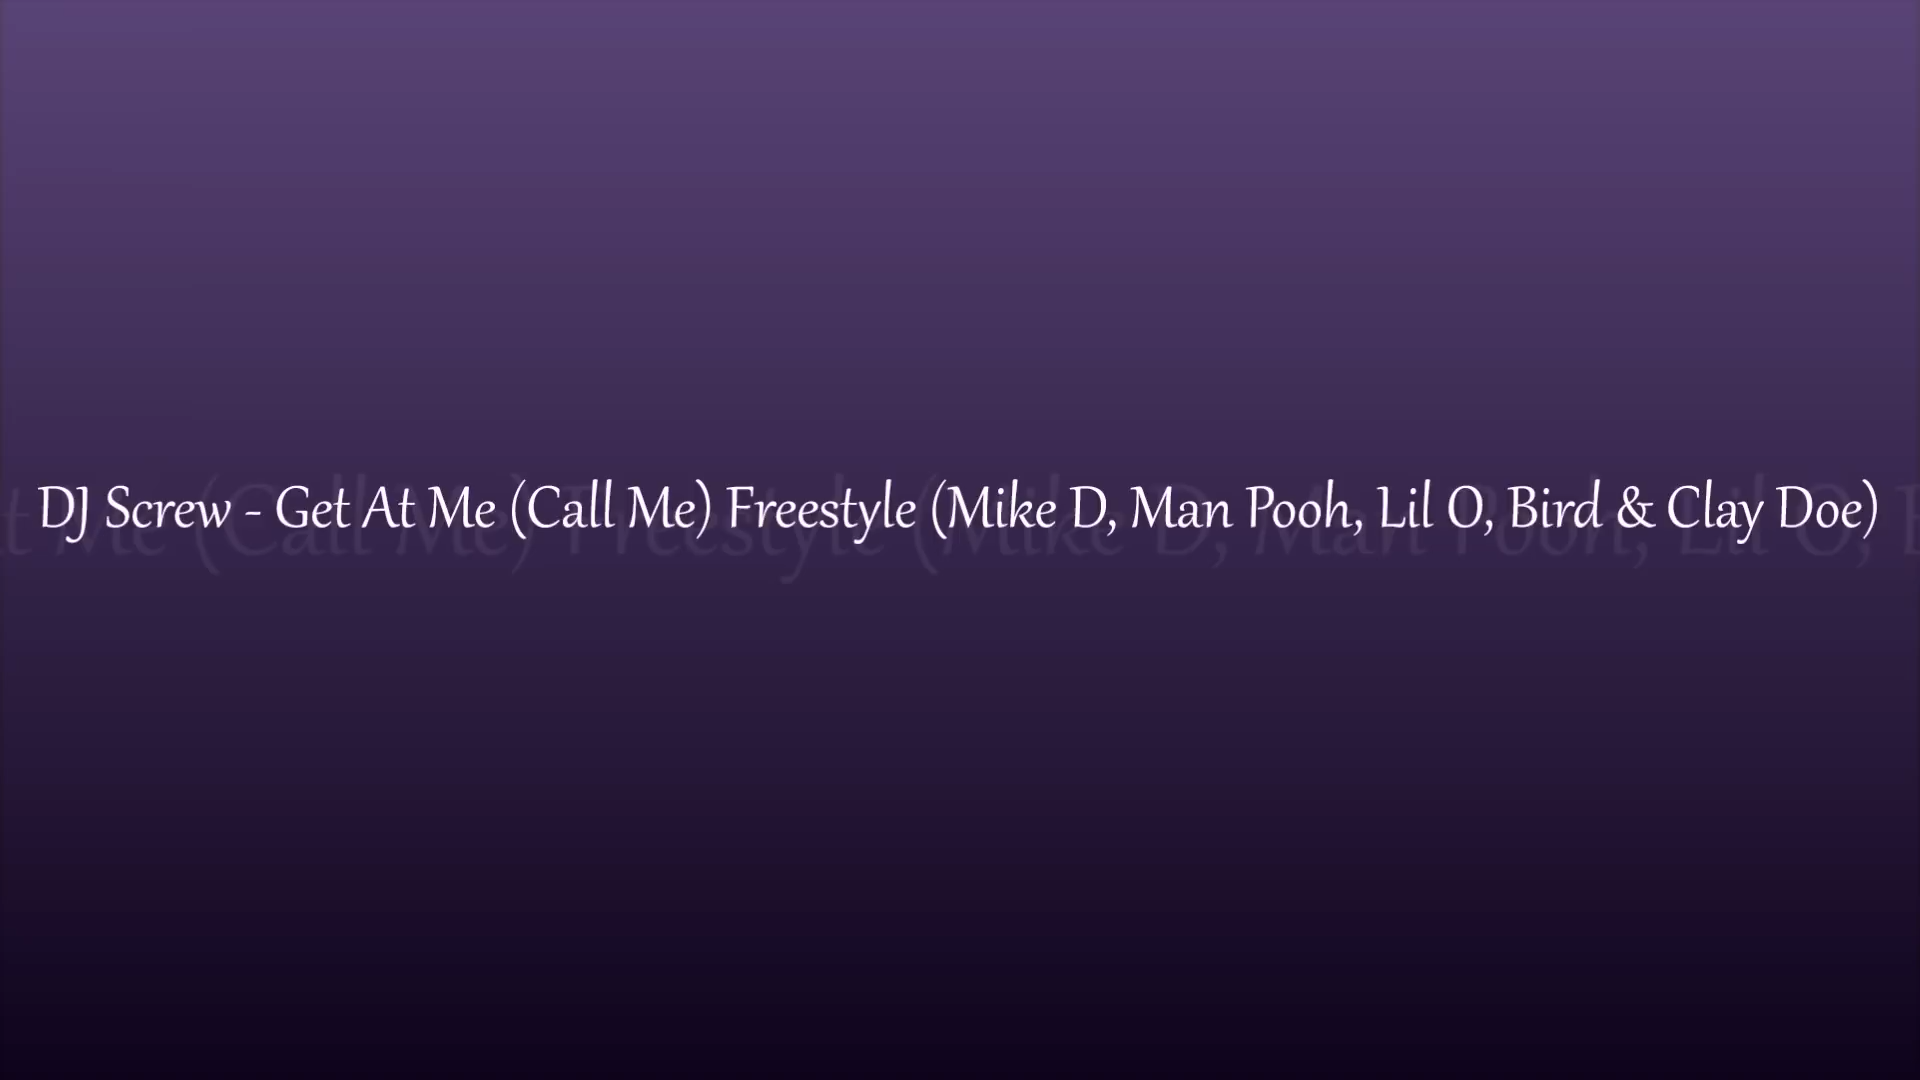 DJ Screw - Get At Me (Call Me) Freestyle (Mike D, Man Pooh, Lil O, Bird & Clay Doe)